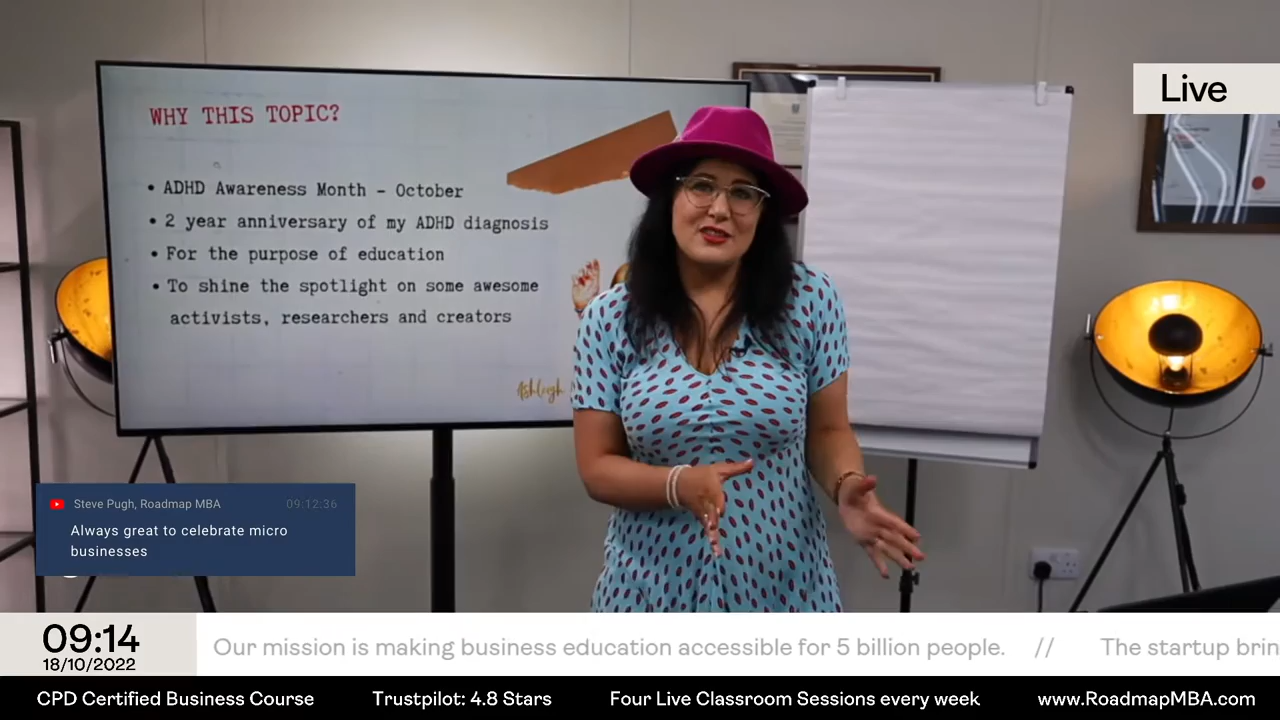 WHY THIS TOPIC?
• ADHD Awareness Month - October
• 2 year anniversary of my ADHD diagnosis
• For the purpose of education
• To shine the spotlight on some awesome
activists, researchers and creators
Ashleigh
Live
Steve Pugh, Roadmap MBA 09:12:36
Always great to celebrate micro
businesses
09:14
18/10/2022
Our mission is making business education accessible for 5 billion people. // The startup brin
CPD Certified Business Course Trustpilot: 4.8 Stars Four Live Classroom Sessions every week www.RoadmapMBA.com